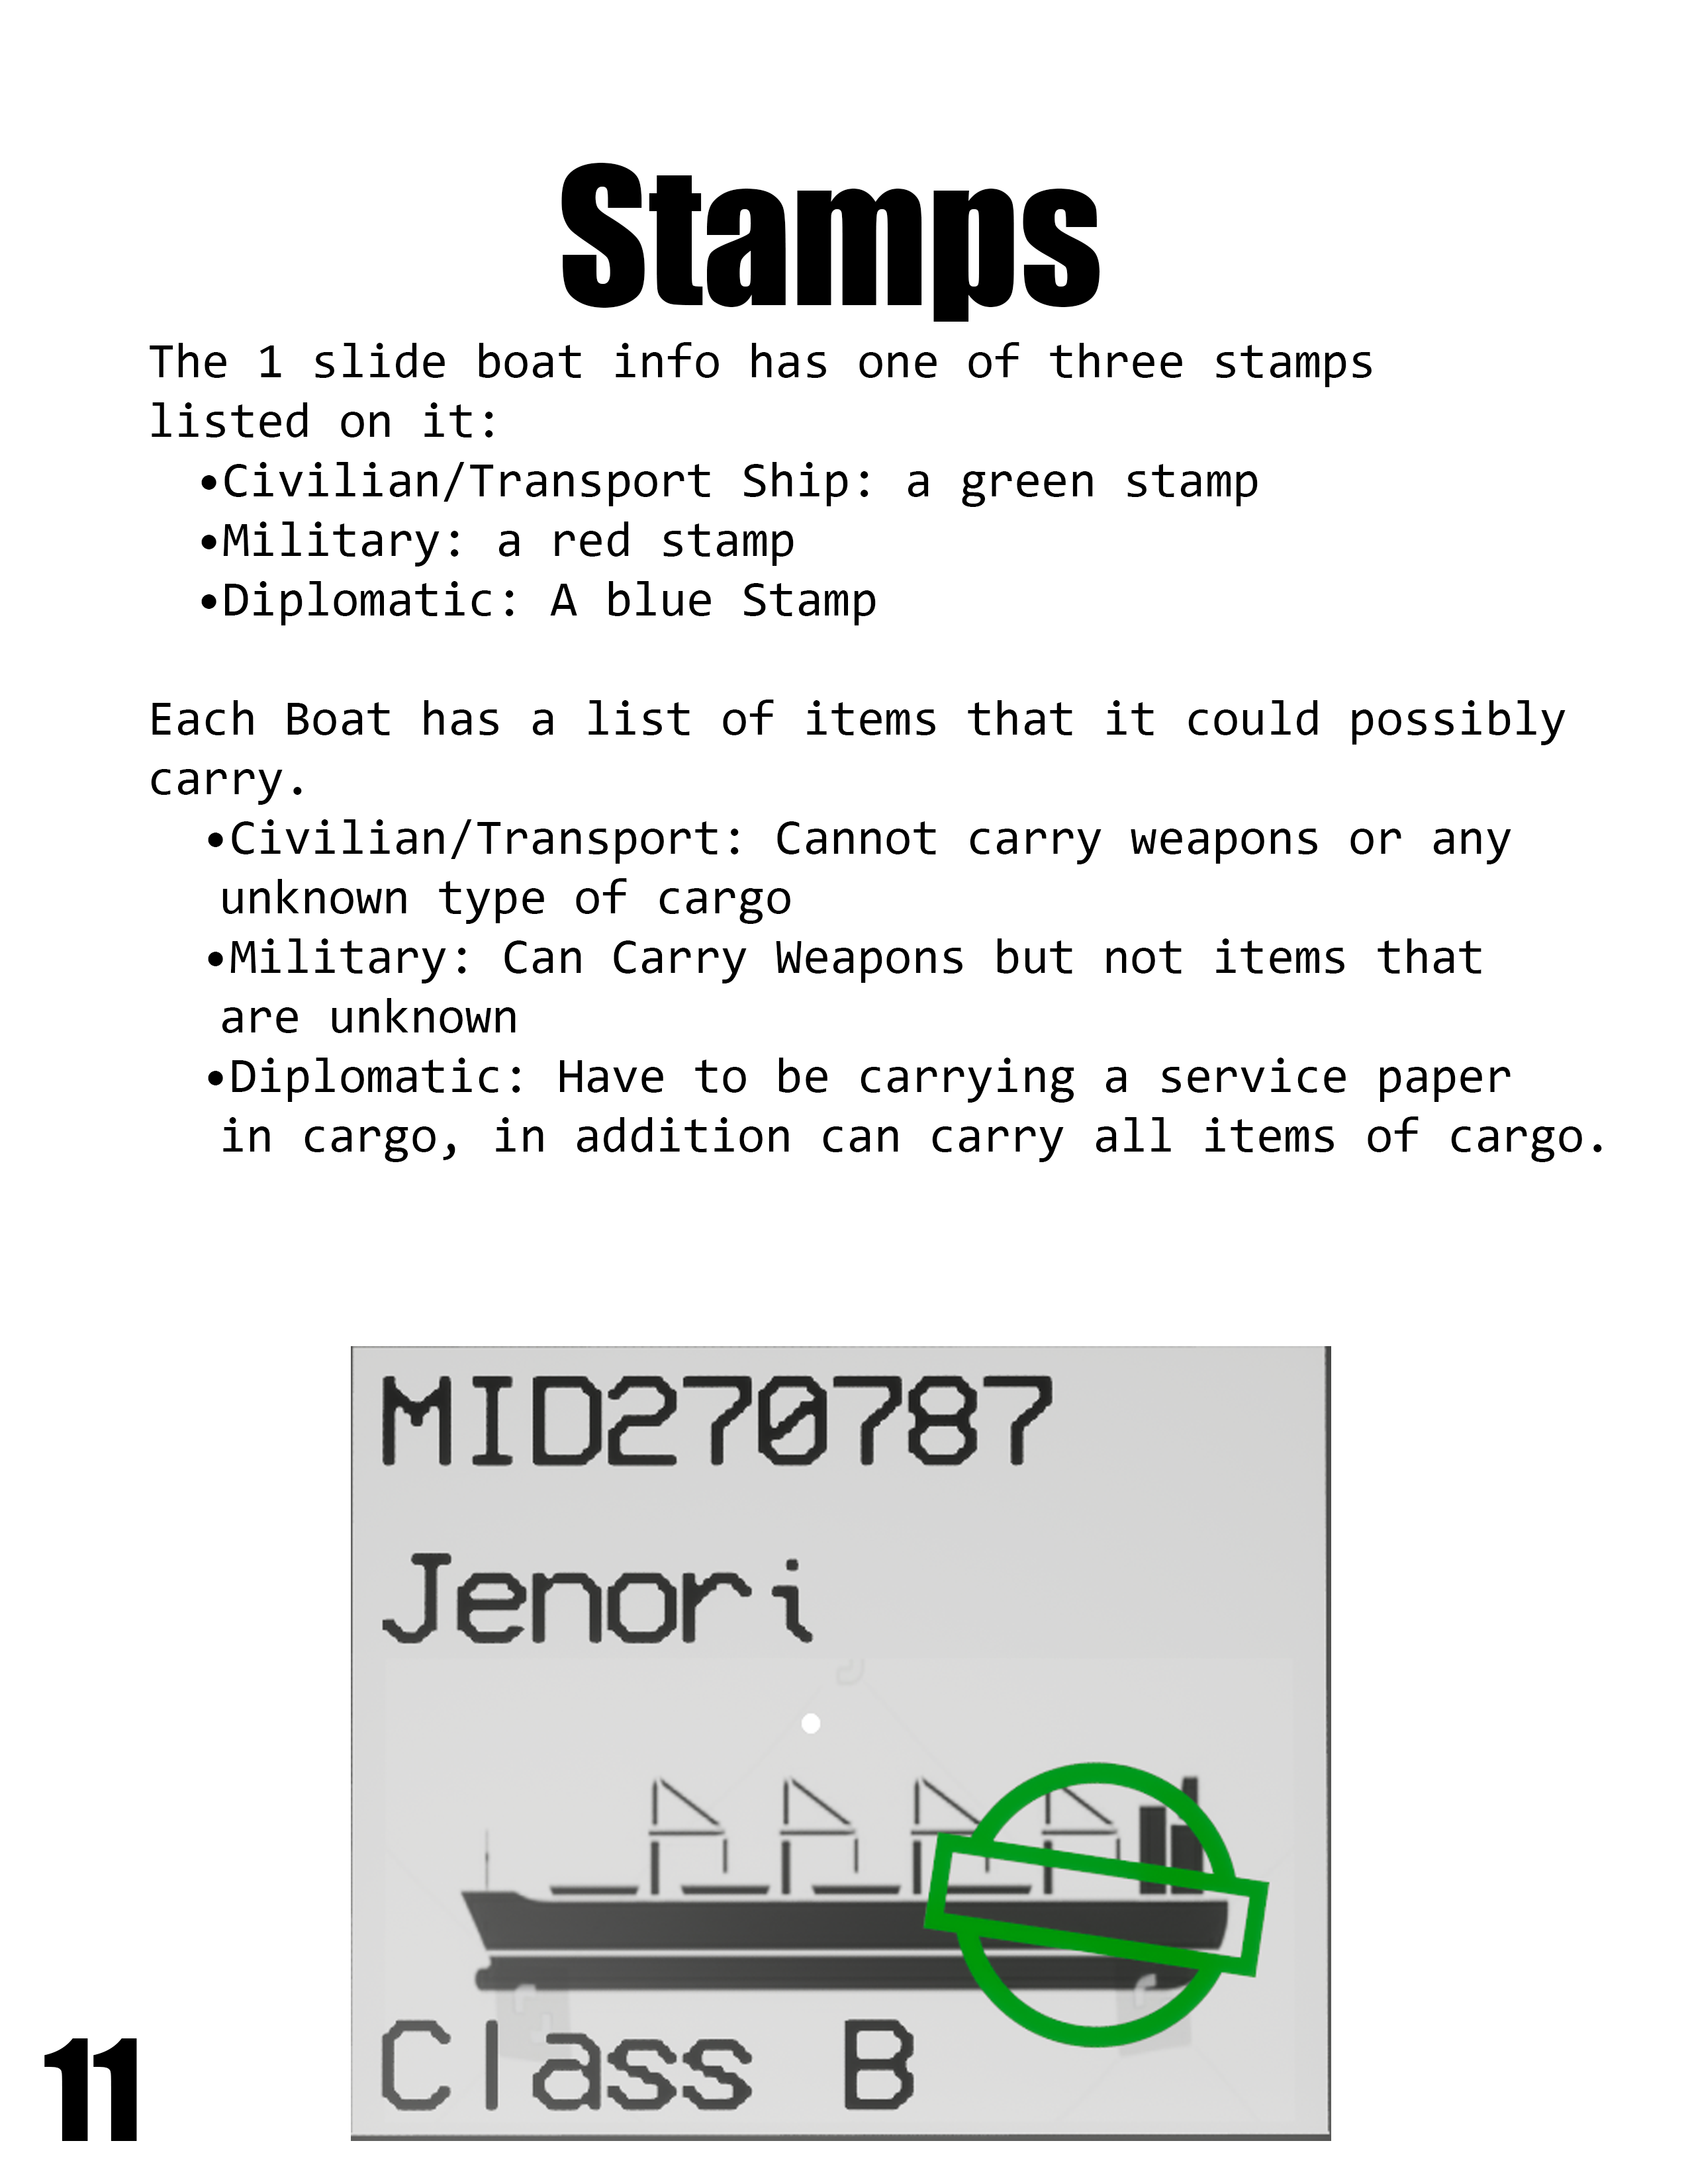 Stamps
The 1 slide boat info has one of three stamps
listed on it:
•Civilian/Transport Ship: a green stamp
•Military: a red stamp
•Diplomatic: A blue Stamp
Each Boat has a list of items that it could possibly
carry.
•Civilian/Transport: Cannot carry weapons or any
unknown type of cargo
•Military: Can Carry Weapons but not items that
are unknown
•Diplomatic: Have to be carrying a service paper
in cargo, in addition can carry all items of cargo.
MID270787
Jenori
Class B
11